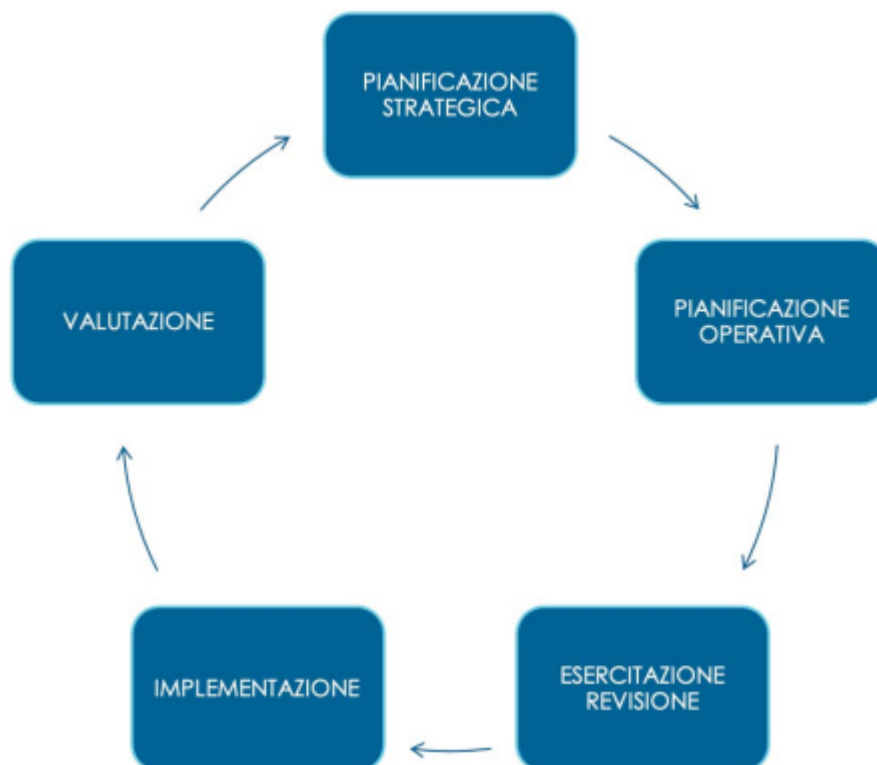 PIANIFICAZIONE
STRATEGICA
PIANIFICAZIONE
OPERATIVA
ESERCITAZIONE
REVISIONE
IMPLEMENTAZIONE
VALUTAZIONE